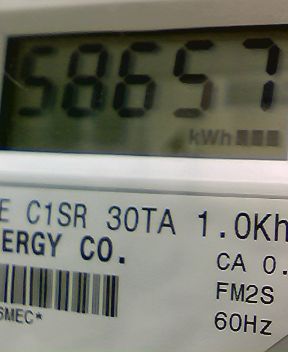 58657
kWh
E C1SR 30TA 1.0Kh
ERGY CO.
CA 0.
FM2S
60Hz
SMEC*